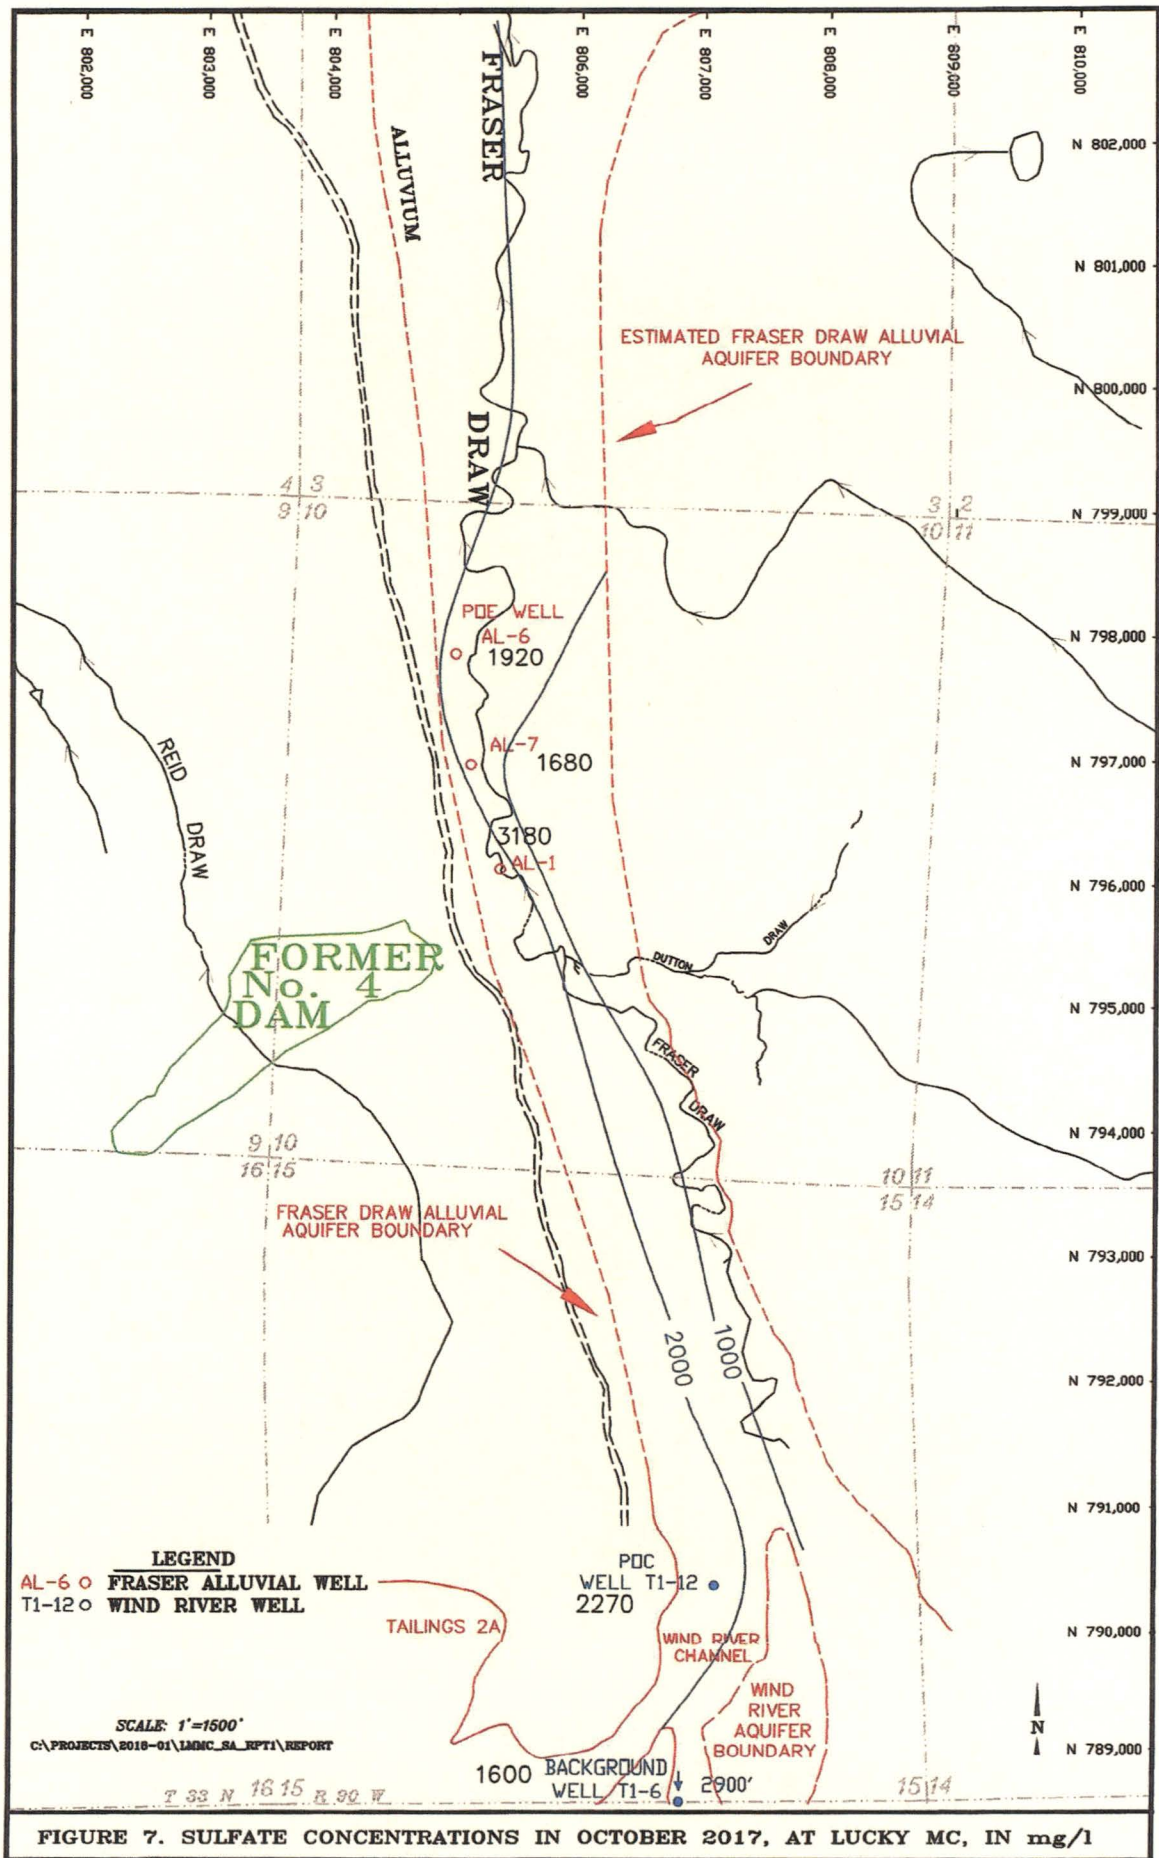 E 802,000
E 803,000
E 804,000
E 806,000
E 807,000
E 808,000
E 809,000
E 810,000
N 802,000
N 801,000
N 800,000
N 799,000
N 798,000
N 797,000
N 796,000
N 795,000
N 794,000
N 793,000
N 792,000
N 791,000
N 790,000
N 789,000
FRASER
DRAW
ALLUVIUM
ESTIMATED FRASER DRAW ALLUVIAL
AQUIFER BOUNDARY
4 3
9 10
3 2
10 11
POE WELL
AL-6
1920
AL-7
1680
3180
AL-1
REID
DRAW
FORMER
No. 4
DAM
DUTTON
DRAW
FRASER
DRAW
9 10
16 15
10 11
15 14
FRASER DRAW ALLUVIAL
AQUIFER BOUNDARY
2000
1000
LEGEND
AL-6 FRASER ALLUVIAL WELL
T1-12 WIND RIVER WELL
POC
WELL T1-12
2270
TAILINGS 2A
WIND RIVER
CHANNEL
WIND
RIVER
AQUIFER
BOUNDARY
N
SCALE: 1"=1500'
C:\PROJECTS\2018-01\LMMC_SA_RPT1\REPORT
1600 BACKGROUND
WELL T1-6
2900'
T 33 N 16 15 R 90 W
15 14
FIGURE 7. SULFATE CONCENTRATIONS IN OCTOBER 2017, AT LUCKY MC, IN mg/l